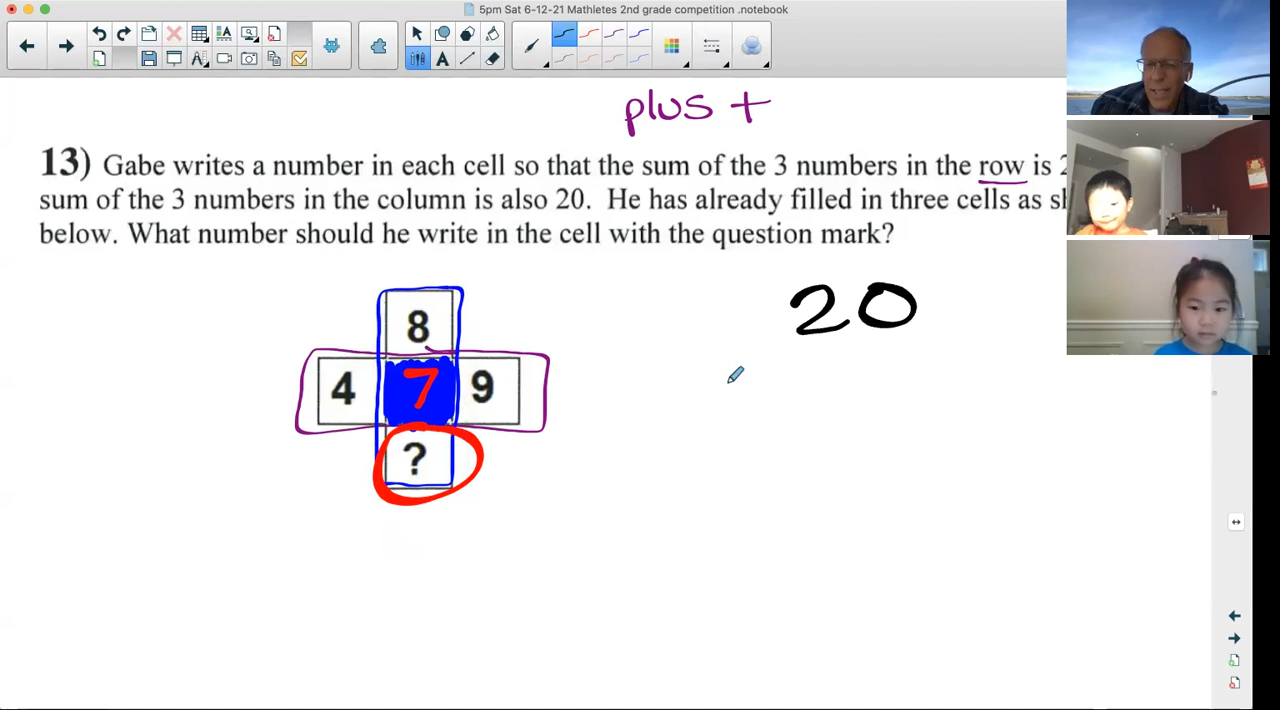 5pm Sat 6-12-21 Mathletes 2nd grade competition .notebook
plus +
13) Gabe writes a number in each cell so that the sum of the 3 numbers in the row is 2
sum of the 3 numbers in the column is also 20. He has already filled in three cells as sh
below. What number should he write in the cell with the question mark?
20
8
4 7 9
?